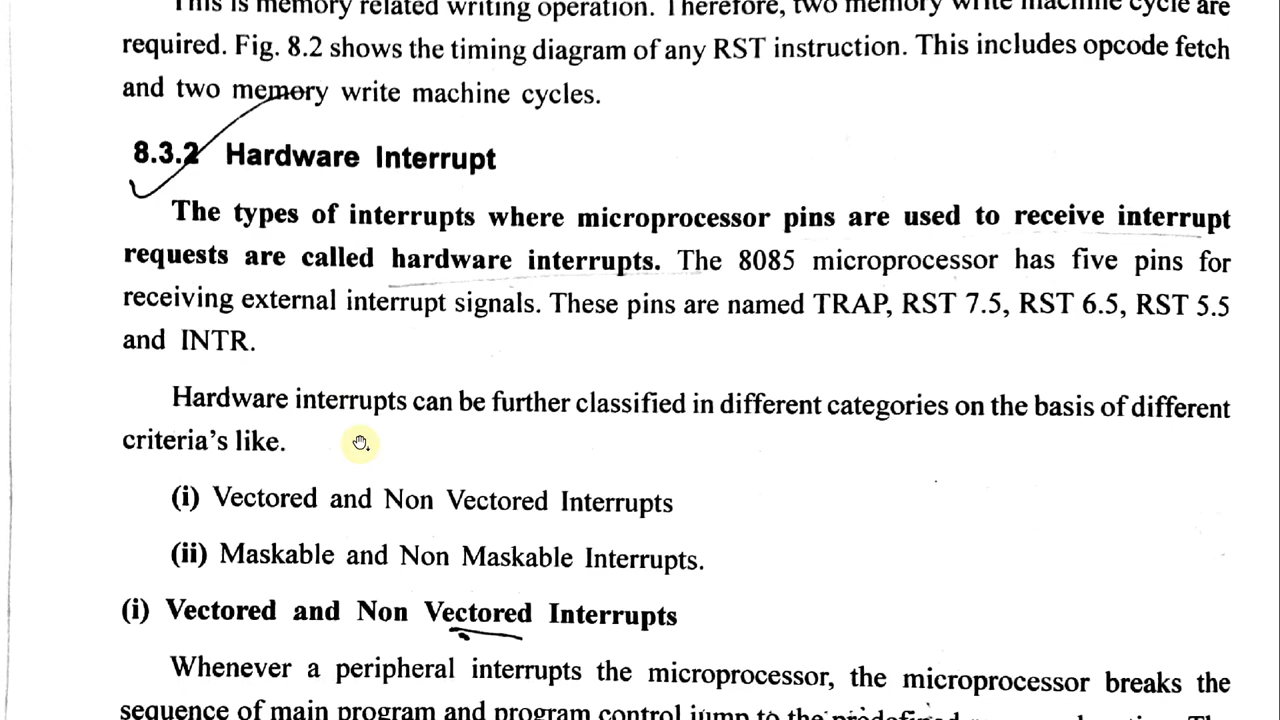 This is memory related writing operation. Therefore, two memory write machine cycle are
required. Fig. 8.2 shows the timing diagram of any RST instruction. This includes opcode fetch
and two memory write machine cycles.
8.3.2 Hardware Interrupt
The types of interrupts where microprocessor pins are used to receive interrupt
requests are called hardware interrupts. The 8085 microprocessor has five pins for
receiving external interrupt signals. These pins are named TRAP, RST 7.5, RST 6.5, RST 5.5
and INTR.
Hardware interrupts can be further classified in different categories on the basis of different
criteria's like.
(i) Vectored and Non Vectored Interrupts
(ii) Maskable and Non Maskable Interrupts.
(i) Vectored and Non Vectored Interrupts
Whenever a peripheral interrupts the microprocessor, the microprocessor breaks the
sequence of main program and program control jump to the predefined